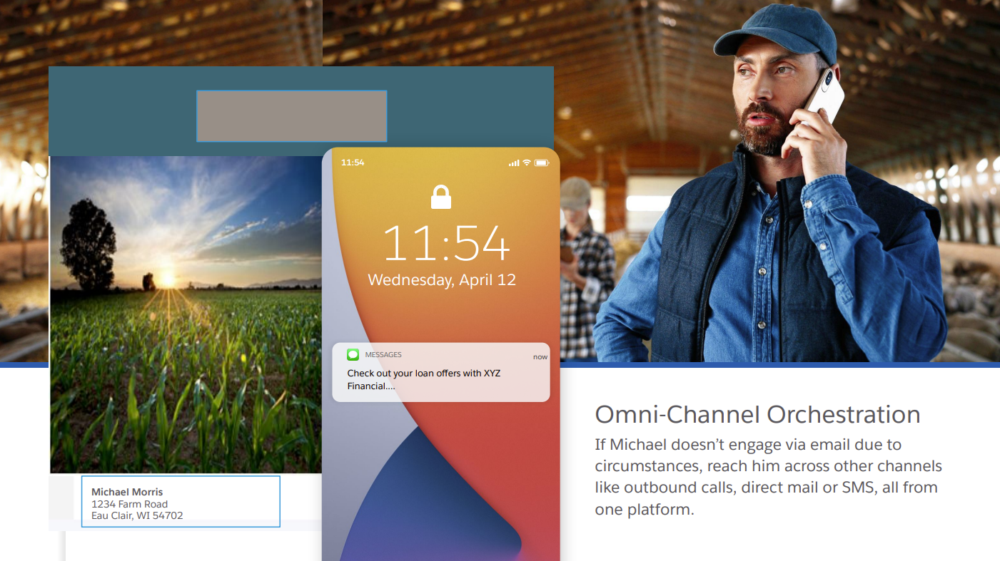 11:54
11:54
Wednesday, April 12
MESSAGES
now
Check out your loan offers with XYZ
Financial....
Michael Morris
1234 Farm Road
Eau Clair, WI 54702
Omni-Channel Orchestration
If Michael doesn’t engage via email due to
circumstances, reach him across other channels
like outbound calls, direct mail or SMS, all from
one platform.